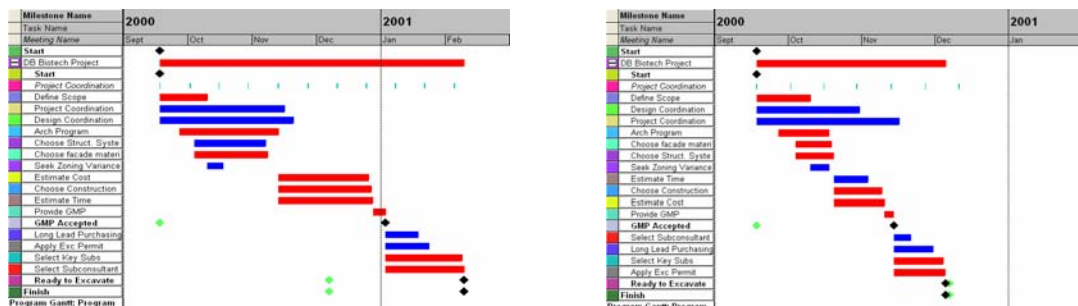 Milestone Name
Task Name
Meeting Name
2000
2001
Sept
Oct
Nov
Dec
Jan
Feb
Start
DB Biotech Project
Start
Project Coordination
Define Scope
Project Coordination
Design Coordination
Arch Program
Choose Struct. Syste
Choose facade materi
Seek Zoning Variance
Estimate Cost
Choose Construction
Estimate Time
Provide GMP
GMP Accepted
Long Lead Purchasing
Apply Exc Permit
Select Key Subs
Select Subconsultant
Ready to Excavate
Finish
Program Gantt: Program
Milestone Name
Task Name
Meeting Name
2000
2001
Sept
Oct
Nov
Dec
Jan
Start
DB Biotech Project
Start
Project Coordination
Define Scope
Design Coordination
Project Coordination
Arch Program
Choose facade materi
Choose Struct. Syste
Seek Zoning Variance
Estimate Time
Choose Construction
Estimate Cost
Provide GMP
GMP Accepted
Select Subconsultant
Long Lead Purchasing
Select Key Subs
Apply Exc Permit
Ready to Excavate
Finish